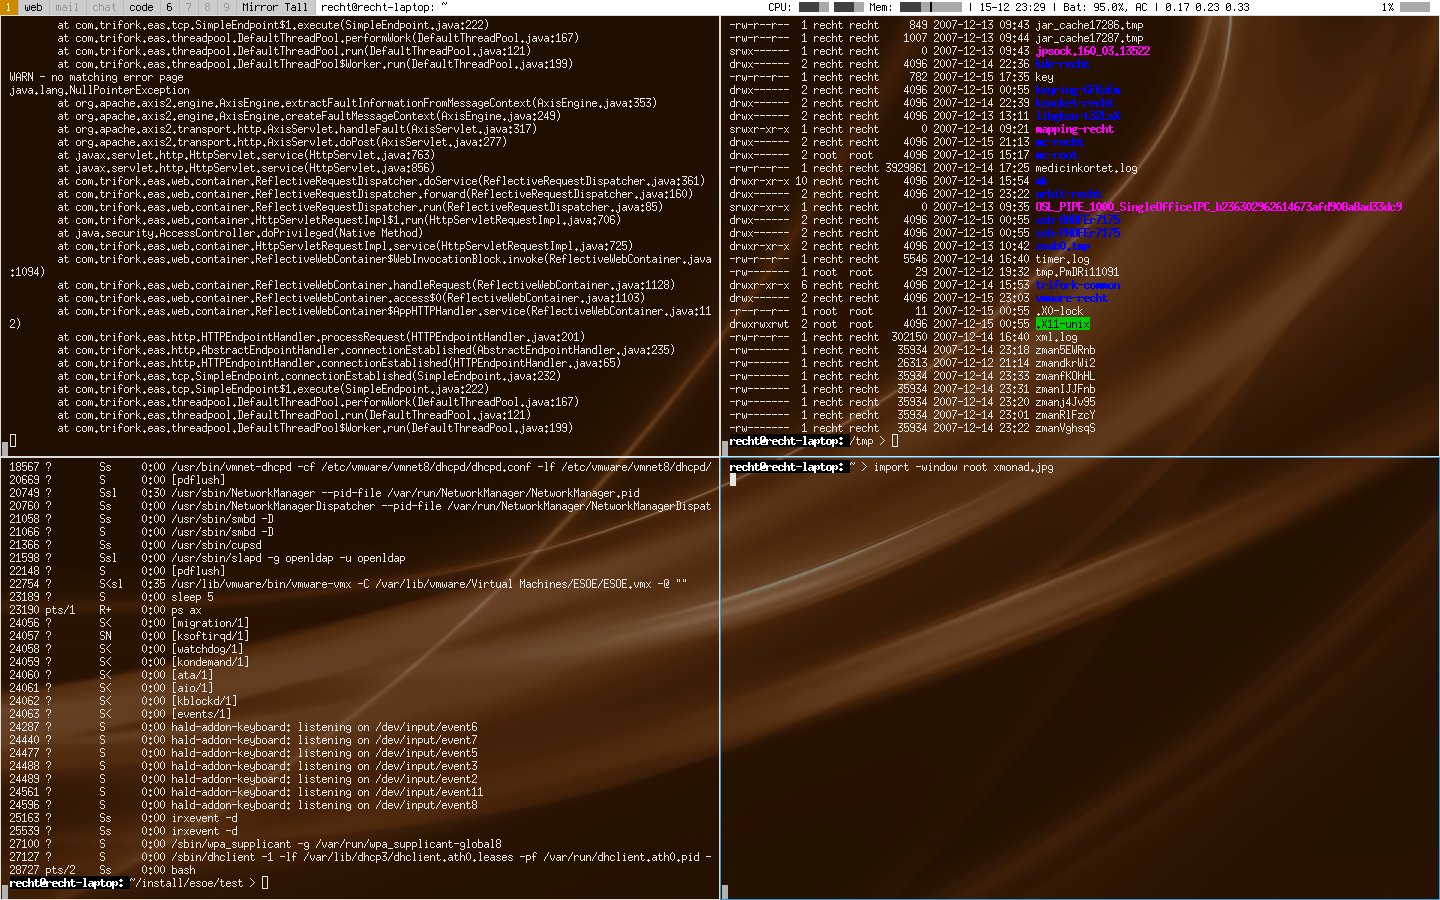 1 web mail chat code 6 7 8 9 Mirror Tall recht@recht-laptop: ~ CPU: Mem: | 15-12 23:29 | Bat: 95.0%, AC | 0.17 0.23 0.33 1%
at com.trifork.eas.tcp.SimpleEndpoint$1.execute(SimpleEndpoint.java:222)
at com.trifork.eas.threadpool.DefaultThreadPool.performWork(DefaultThreadPool.java:167)
at com.trifork.eas.threadpool.DefaultThreadPool.run(DefaultThreadPool.java:121)
at com.trifork.eas.threadpool.DefaultThreadPool$Worker.run(DefaultThreadPool.java:199)
WARN - no matching error page
java.lang.NullPointerException
at org.apache.axis2.engine.AxisEngine.extractFaultInformationFromMessageContext(AxisEngine.java:353)
at org.apache.axis2.engine.AxisEngine.createFaultMessageContext(AxisEngine.java:249)
at org.apache.axis2.transport.http.AxisServlet.handleFault(AxisServlet.java:317)
at org.apache.axis2.transport.http.AxisServlet.doPost(AxisServlet.java:277)
at javax.servlet.http.HttpServlet.service(HttpServlet.java:763)
at javax.servlet.http.HttpServlet.service(HttpServlet.java:856)
at com.trifork.eas.web.container.ReflectiveRequestDispatcher.doService(ReflectiveRequestDispatcher.java:361)
at com.trifork.eas.web.container.ReflectiveRequestDispatcher.forward(ReflectiveRequestDispatcher.java:160)
at com.trifork.eas.web.container.ReflectiveRequestDispatcher.run(ReflectiveRequestDispatcher.java:85)
at com.trifork.eas.web.container.HttpServletRequestImpl$1.run(HttpServletRequestImpl.java:706)
at java.security.AccessController.doPrivileged(Native Method)
at com.trifork.eas.web.container.HttpServletRequestImpl.service(HttpServletRequestImpl.java:725)
at com.trifork.eas.web.container.ReflectiveWebContainer$WebInvocationBlock.invoke(ReflectiveWebContainer.java
:1094)
at com.trifork.eas.web.container.ReflectiveWebContainer.handleRequest(ReflectiveWebContainer.java:1128)
at com.trifork.eas.web.container.ReflectiveWebContainer.access$0(ReflectiveWebContainer.java:1103)
at com.trifork.eas.web.container.ReflectiveWebContainer$AppHTTPHandler.service(ReflectiveWebContainer.java:11
2)
at com.trifork.eas.http.HTTPEndpointHandler.processRequest(HTTPEndpointHandler.java:201)
at com.trifork.eas.http.AbstractEndpointHandler.connectionEstablished(AbstractEndpointHandler.java:235)
at com.trifork.eas.http.HTTPEndpointHandler.connectionEstablished(HTTPEndpointHandler.java:65)
at com.trifork.eas.tcp.SimpleEndpoint.connectionEstablished(SimpleEndpoint.java:232)
at com.trifork.eas.tcp.SimpleEndpoint$1.execute(SimpleEndpoint.java:222)
at com.trifork.eas.threadpool.DefaultThreadPool.performWork(DefaultThreadPool.java:167)
at com.trifork.eas.threadpool.DefaultThreadPool.run(DefaultThreadPool.java:121)
at com.trifork.eas.threadpool.DefaultThreadPool$Worker.run(DefaultThreadPool.java:199)
-rw-r--r-- 1 recht recht 849 2007-12-13 09:43 jar_cache17286.tmp
-rw-r--r-- 1 recht recht 1007 2007-12-13 09:44 jar_cache17287.tmp
srwx------ 1 recht recht 0 2007-12-13 09:43 jpsock.160_03.13522
drwx------ 2 recht recht 4096 2007-12-14 22:36 kde-recht
-rw------- 1 recht recht 782 2007-12-15 17:35 key
drwx------ 2 recht recht 4096 2007-12-15 00:55
drwx------ 2 recht recht 4096 2007-12-14 22:39 ksocket-recht
drwx------ 2 recht recht 4096 2007-12-13 13:11
srwxr-xr-x 1 recht recht 0 2007-12-14 09:21 mapping-recht
drwx------ 2 recht recht 4096 2007-12-15 21:13 mc-recht
drwx------ 2 root root 4096 2007-12-15 15:17 mc-root
-rw-r--r-- 1 recht recht 3929861 2007-12-14 17:25 medicinkortet.log
drwxr-xr-x 10 recht recht 4096 2007-12-14 15:54
drwx------ 2 recht recht 4096 2007-12-15 23:22 orbit-recht
srwxr-xr-x 1 recht recht 0 2007-12-13 09:35 OSL_PIPE_1000_SingleOfficeIPC_b236302962614673afd908a8ad33dc9
drwx------ 2 recht recht 4096 2007-12-15 00:55
drwx------ 2 recht recht 4096 2007-12-15 00:55
drwxr-xr-x 2 recht recht 4096 2007-12-13 10:42
-rw-r--r-- 1 recht recht 5546 2007-12-14 16:40 timer.log
-rw------- 1 root root 29 2007-12-12 19:32 tmp.PmDRi11091
drwxr-xr-x 6 recht recht 4096 2007-12-14 15:53 trifork-common
drwx------ 2 recht recht 4096 2007-12-15 23:03 vmware-recht
-r--r--r-- 1 root recht 11 2007-12-15 00:55 .X0-lock
drwxrwxrwt 2 root root 4096 2007-12-15 00:55 .X11-unix
-rw-r--r-- 1 recht recht 302150 2007-12-14 16:40 xml.log
-rw------- 1 recht recht 35934 2007-12-14 23:18 zman5EWRnb
-rw------- 1 recht recht 26313 2007-12-12 21:14 zmandkrWi2
-rw------- 1 recht recht 35934 2007-12-14 23:33 zmanfKOhHL
-rw------- 1 recht recht 35934 2007-12-14 23:31 zmanIJJFnb
-rw------- 1 recht recht 35934 2007-12-14 23:20 zmanj4Jv95
-rw------- 1 recht recht 35934 2007-12-14 23:01 zmanRlFzcY
-rw------- 1 recht recht 35934 2007-12-14 23:22 zmanVghsqS
recht@recht-laptop: /tmp >
18567 ? Ss 0:00 /usr/bin/vmnet-dhcpd -cf /etc/vmware/vmnet8/dhcpd/dhcpd.conf -lf /etc/vmware/vmnet8/dhcpd/
20669 ? S 0:00 [pdflush]
20749 ? Ssl 0:30 /usr/sbin/NetworkManager --pid-file /var/run/NetworkManager/NetworkManager.pid
20760 ? Ss 0:00 /usr/sbin/NetworkManagerDispatcher --pid-file /var/run/NetworkManager/NetworkManagerDispat
21058 ? Ss 0:00 /usr/sbin/smbd -D
21066 ? S 0:00 /usr/sbin/smbd -D
21366 ? Ss 0:00 /usr/sbin/cupsd
21598 ? Ssl 0:00 /usr/sbin/slapd -g openldap -u openldap
22148 ? S 0:00 [pdflush]
22754 ? S<sl 0:35 /usr/lib/vmware/bin/vmware-vmx -C /var/lib/vmware/Virtual Machines/ESOE/ESOE.vmx -@ ""
23189 ? S 0:00 sleep 5
23190 pts/1 R+ 0:00 ps ax
24056 ? S< 0:00 [migration/1]
24057 ? SN 0:00 [ksoftirqd/1]
24058 ? S< 0:00 [watchdog/1]
24059 ? S< 0:00 [kondemand/1]
24060 ? S< 0:00 [ata/1]
24061 ? S< 0:00 [aio/1]
24062 ? S< 0:00 [kblockd/1]
24063 ? S< 0:00 [events/1]
24287 ? S 0:00 hald-addon-keyboard: listening on /dev/input/event6
24440 ? S 0:00 hald-addon-keyboard: listening on /dev/input/event7
24477 ? S 0:00 hald-addon-keyboard: listening on /dev/input/event5
24488 ? S 0:00 hald-addon-keyboard: listening on /dev/input/event3
24489 ? S 0:00 hald-addon-keyboard: listening on /dev/input/event2
24561 ? S 0:00 hald-addon-keyboard: listening on /dev/input/event11
24596 ? S 0:00 hald-addon-keyboard: listening on /dev/input/event8
25163 ? Ss 0:00 irxevent -d
25539 ? Ss 0:00 irxevent -d
27100 ? S 0:00 /sbin/wpa_supplicant -g /var/run/wpa_supplicant-global8
27127 ? S 0:00 /sbin/dhclient -1 -lf /var/lib/dhcp3/dhclient.ath0.leases -pf /var/run/dhclient.ath0.pid -
28727 pts/2 Ss 0:00 bash
recht@recht-laptop: ~/install/esoe/test >
recht@recht-laptop: ~ > import -window root xmonad.jpg